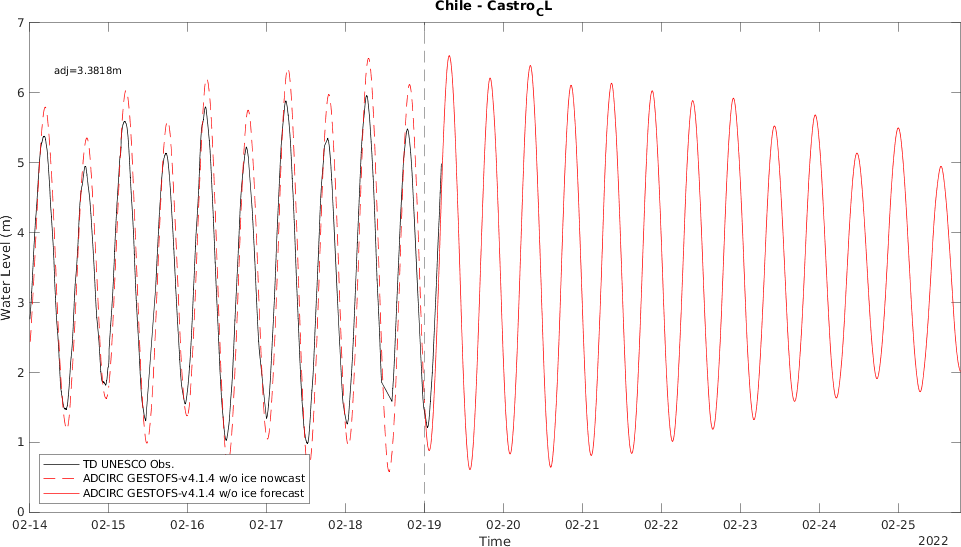 Chile - Castro_CL
7
adj=3.3818m
6
5
4
3
2
1
0
Water Level (m)
TD UNESCO Obs.
ADCIRC GESTOFS-v4.1.4 w/o ice nowcast
ADCIRC GESTOFS-v4.1.4 w/o ice forecast
02-14 02-15 02-16 02-17 02-18 02-19 02-20 02-21 02-22 02-23 02-24 02-25
Time
2022